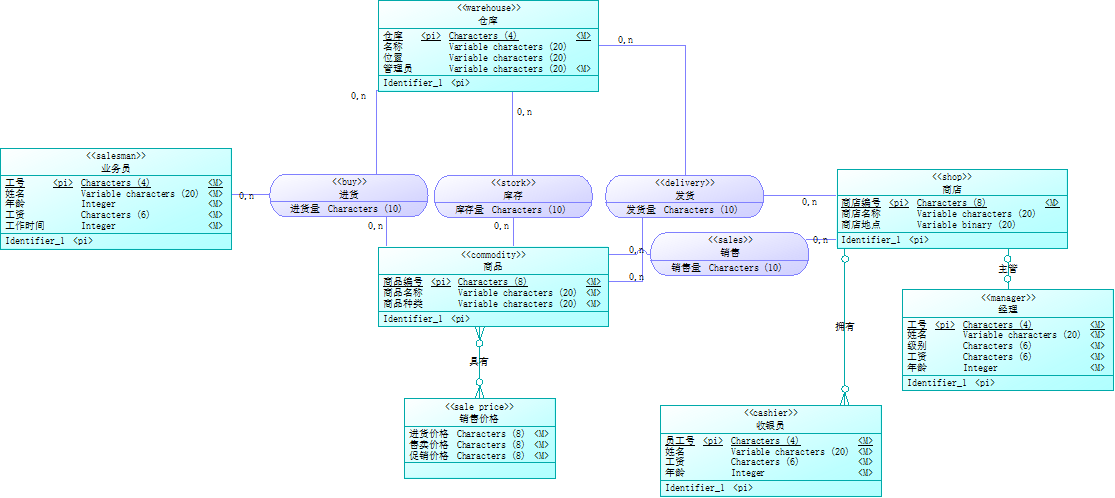 <<warehouse>>
仓库
仓库 <pi> Characters (4) <M>
名称 Variable characters (20)
位置 Variable characters (20)
管理员 Variable characters (20) <M>
Identifier_1 <pi>
0,n
0,n
0,n
<<salesman>>
业务员
工号 <pi> Characters (4) <M>
姓名 Variable characters (20) <M>
年龄 Integer <M>
工资 Characters (6) <M>
工作时间 Integer <M>
Identifier_1 <pi>
0,n
<<buy>>
进货
进货量 Characters (10)
<<stork>>
库存
库存量 Characters (10)
<<delivery>>
发货
发货量 Characters (10)
0,n
<<shop>>
商店
商店编号 <pi> Characters (8) <M>
商店名称 Variable characters (20)
商店地点 Variable binary (20)
Identifier_1 <pi>
0,n
0,n
0,n
<<sales>>
销售
销售量 Characters (10)
0,n
0,n
<<commodity>>
商品
商品编号 <pi> Characters (8) <M>
商品名称 Variable characters (20) <M>
商品种类 Variable characters (20) <M>
Identifier_1 <pi>
主管
<<manager>>
经理
工号 <pi> Characters (4) <M>
姓名 Variable characters (20) <M>
级别 Characters (6) <M>
工资 Characters (6) <M>
年龄 Integer <M>
Identifier_1 <pi>
拥有
具有
<<sale price>>
销售价格
进货价格 Characters (8) <M>
售卖价格 Characters (8) <M>
促销价格 Characters (8) <M>
<<cashier>>
收银员
员工号 <pi> Characters (4) <M>
姓名 Variable characters (20) <M>
工资 Characters (6) <M>
年龄 Integer <M>
Identifier_1 <pi>